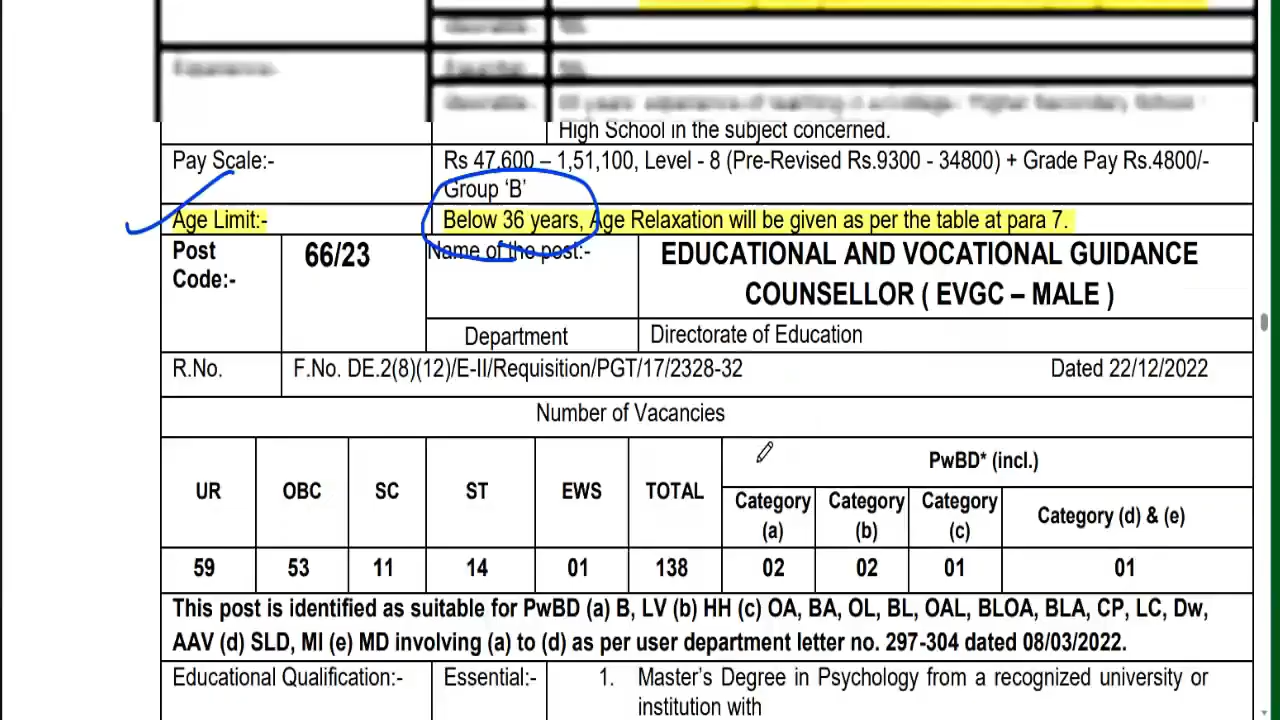 High School in the subject concerned.
Pay Scale:- Rs 47,600 – 1,51,100, Level - 8 (Pre-Revised Rs.9300 - 34800) + Grade Pay Rs.4800/-
Group ‘B’
Age Limit:- Below 36 years, Age Relaxation will be given as per the table at para 7.
Post Code:- 66/23 Name of the post:- EDUCATIONAL AND VOCATIONAL GUIDANCE
COUNSELLOR ( EVGC – MALE )
Department Directorate of Education
R.No. F.No. DE.2(8)(12)/E-II/Requisition/PGT/17/2328-32 Dated 22/12/2022
Number of Vacancies
UR OBC SC ST EWS TOTAL PwBD* (incl.)
Category (a) Category (b) Category (c) Category (d) & (e)
59 53 11 14 01 138 02 02 01 01
This post is identified as suitable for PwBD (a) B, LV (b) HH (c) OA, BA, OL, BL, OAL, BLOA, BLA, CP, LC, Dw,
AAV (d) SLD, MI (e) MD involving (a) to (d) as per user department letter no. 297-304 dated 08/03/2022.
Educational Qualification:- Essential:- 1. Master’s Degree in Psychology from a recognized university or
institution with